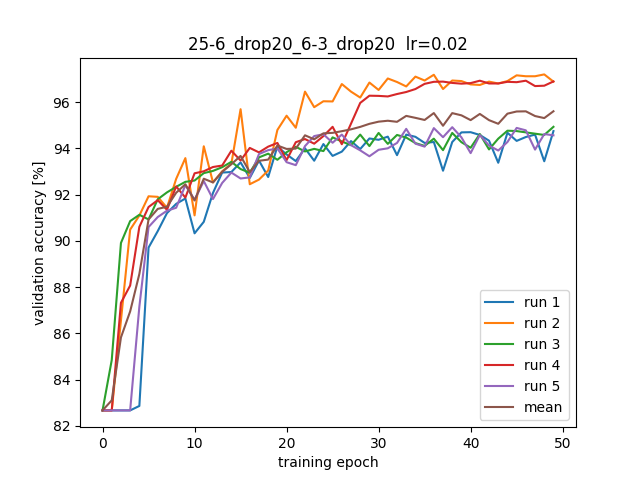 25-6_drop20_6-3_drop20  lr=0.02
validation accuracy [%]
96
94
92
90
88
86
84
82
0
10
20
30
40
50
training epoch
run 1
run 2
run 3
run 4
run 5
mean